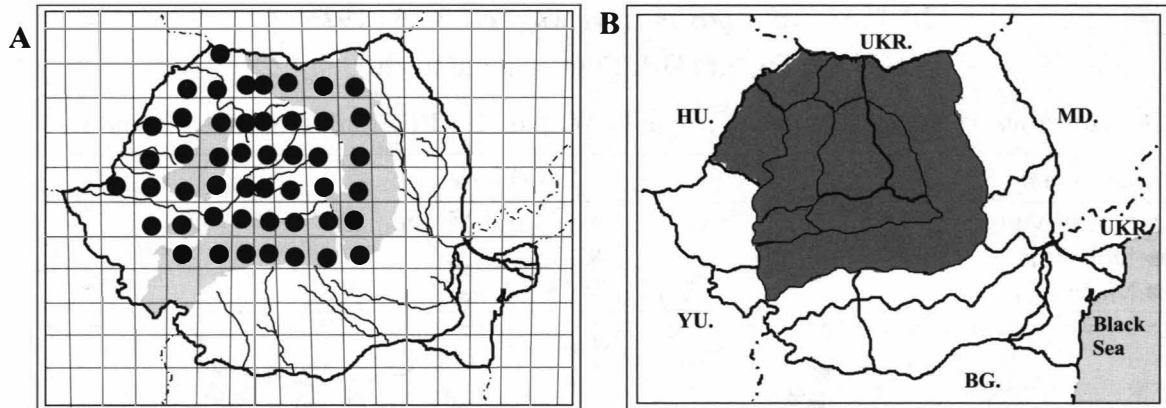 A
B
UKR.
HU.
MD.
UKR.
YU.
Black
Sea
BG.